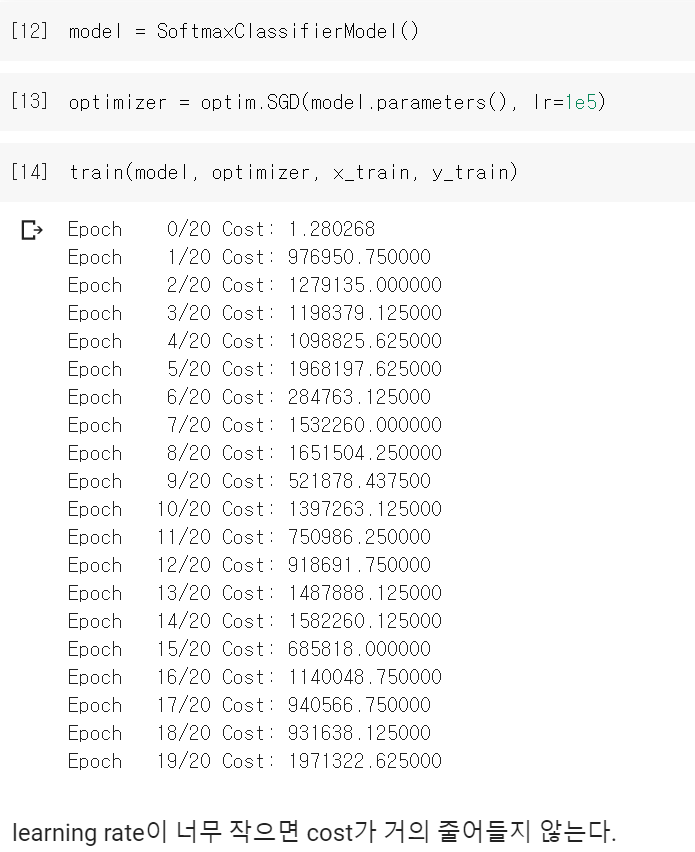 [12] model = SoftmaxClassifierModel()
[13] optimizer = optim.SGD(model.parameters(), lr=1e5)
[14] train(model, optimizer, x_train, y_train)
Epoch    0/20 Cost: 1.280268
Epoch    1/20 Cost: 976950.750000
Epoch    2/20 Cost: 1279135.000000
Epoch    3/20 Cost: 1198379.125000
Epoch    4/20 Cost: 1098825.625000
Epoch    5/20 Cost: 1968197.625000
Epoch    6/20 Cost: 284763.125000
Epoch    7/20 Cost: 1532260.000000
Epoch    8/20 Cost: 1651504.250000
Epoch    9/20 Cost: 521878.437500
Epoch   10/20 Cost: 1397263.125000
Epoch   11/20 Cost: 750986.250000
Epoch   12/20 Cost: 918691.750000
Epoch   13/20 Cost: 1487888.125000
Epoch   14/20 Cost: 1582260.125000
Epoch   15/20 Cost: 685818.000000
Epoch   16/20 Cost: 1140048.750000
Epoch   17/20 Cost: 940566.750000
Epoch   18/20 Cost: 931638.125000
Epoch   19/20 Cost: 1971322.625000
learning rate이 너무 작으면 cost가 거의 줄어들지 않는다.